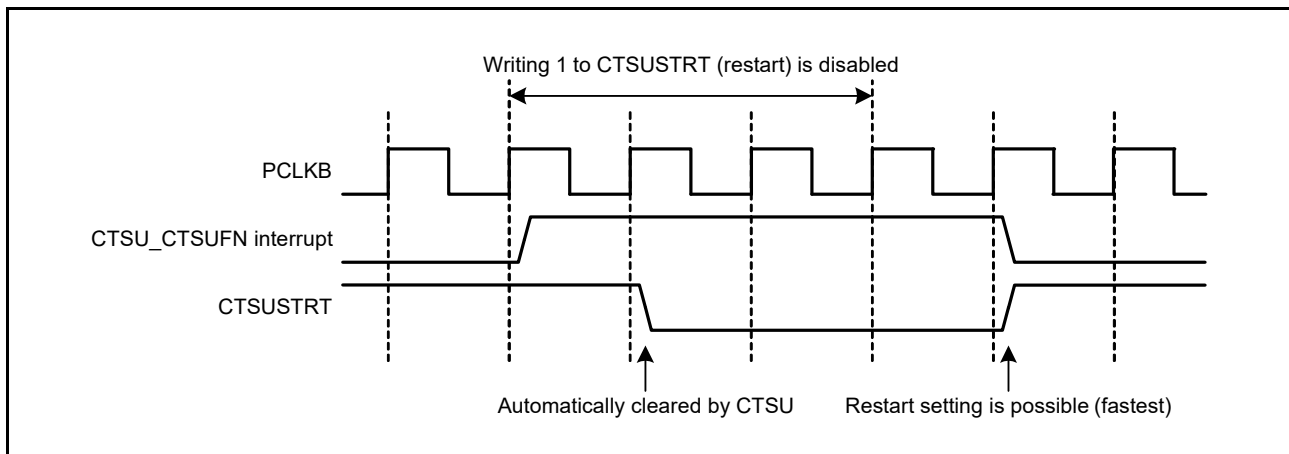 Writing 1 to CTSUSTRT (restart) is disabled
PCLKB
CTSU_CTSUFN interrupt
CTSUSTRT
Automatically cleared by CTSU
Restart setting is possible (fastest)